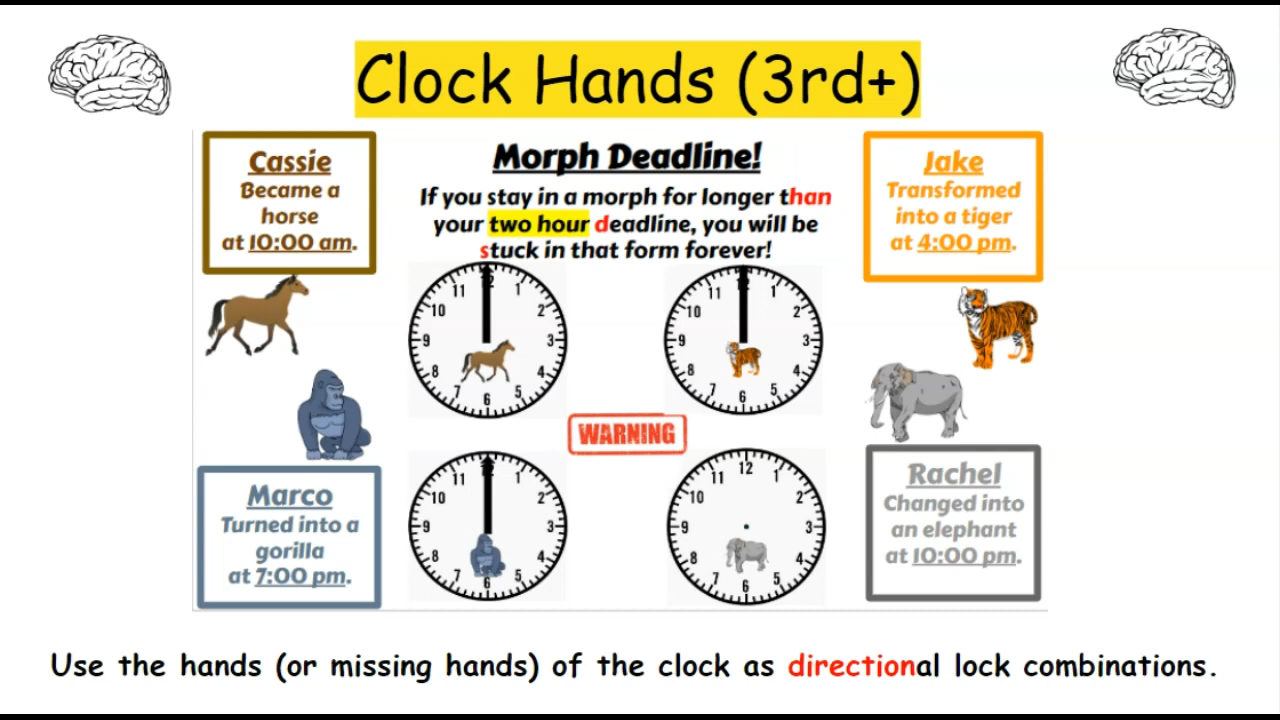 Clock Hands (3rd+)
Cassie
Became a
horse
at 10:00 am.
Morph Deadline!
If you stay in a morph for longer than
your two hour deadline, you will be
stuck in that form forever!
Jake
Transformed
into a tiger
at 4:00 pm.
12 1 2 3 4 5 6 7 8 9 10 11
12 1 2 3 4 5 6 7 8 9 10 11
WARNING
Marco
Turned into a
gorilla
at 7:00 pm.
12 1 2 3 4 5 6 7 8 9 10 11
12 1 2 3 4 5 6 7 8 9 10 11
Rachel
Changed into
an elephant
at 10:00 pm.
Use the hands (or missing hands) of the clock as directional lock combinations.